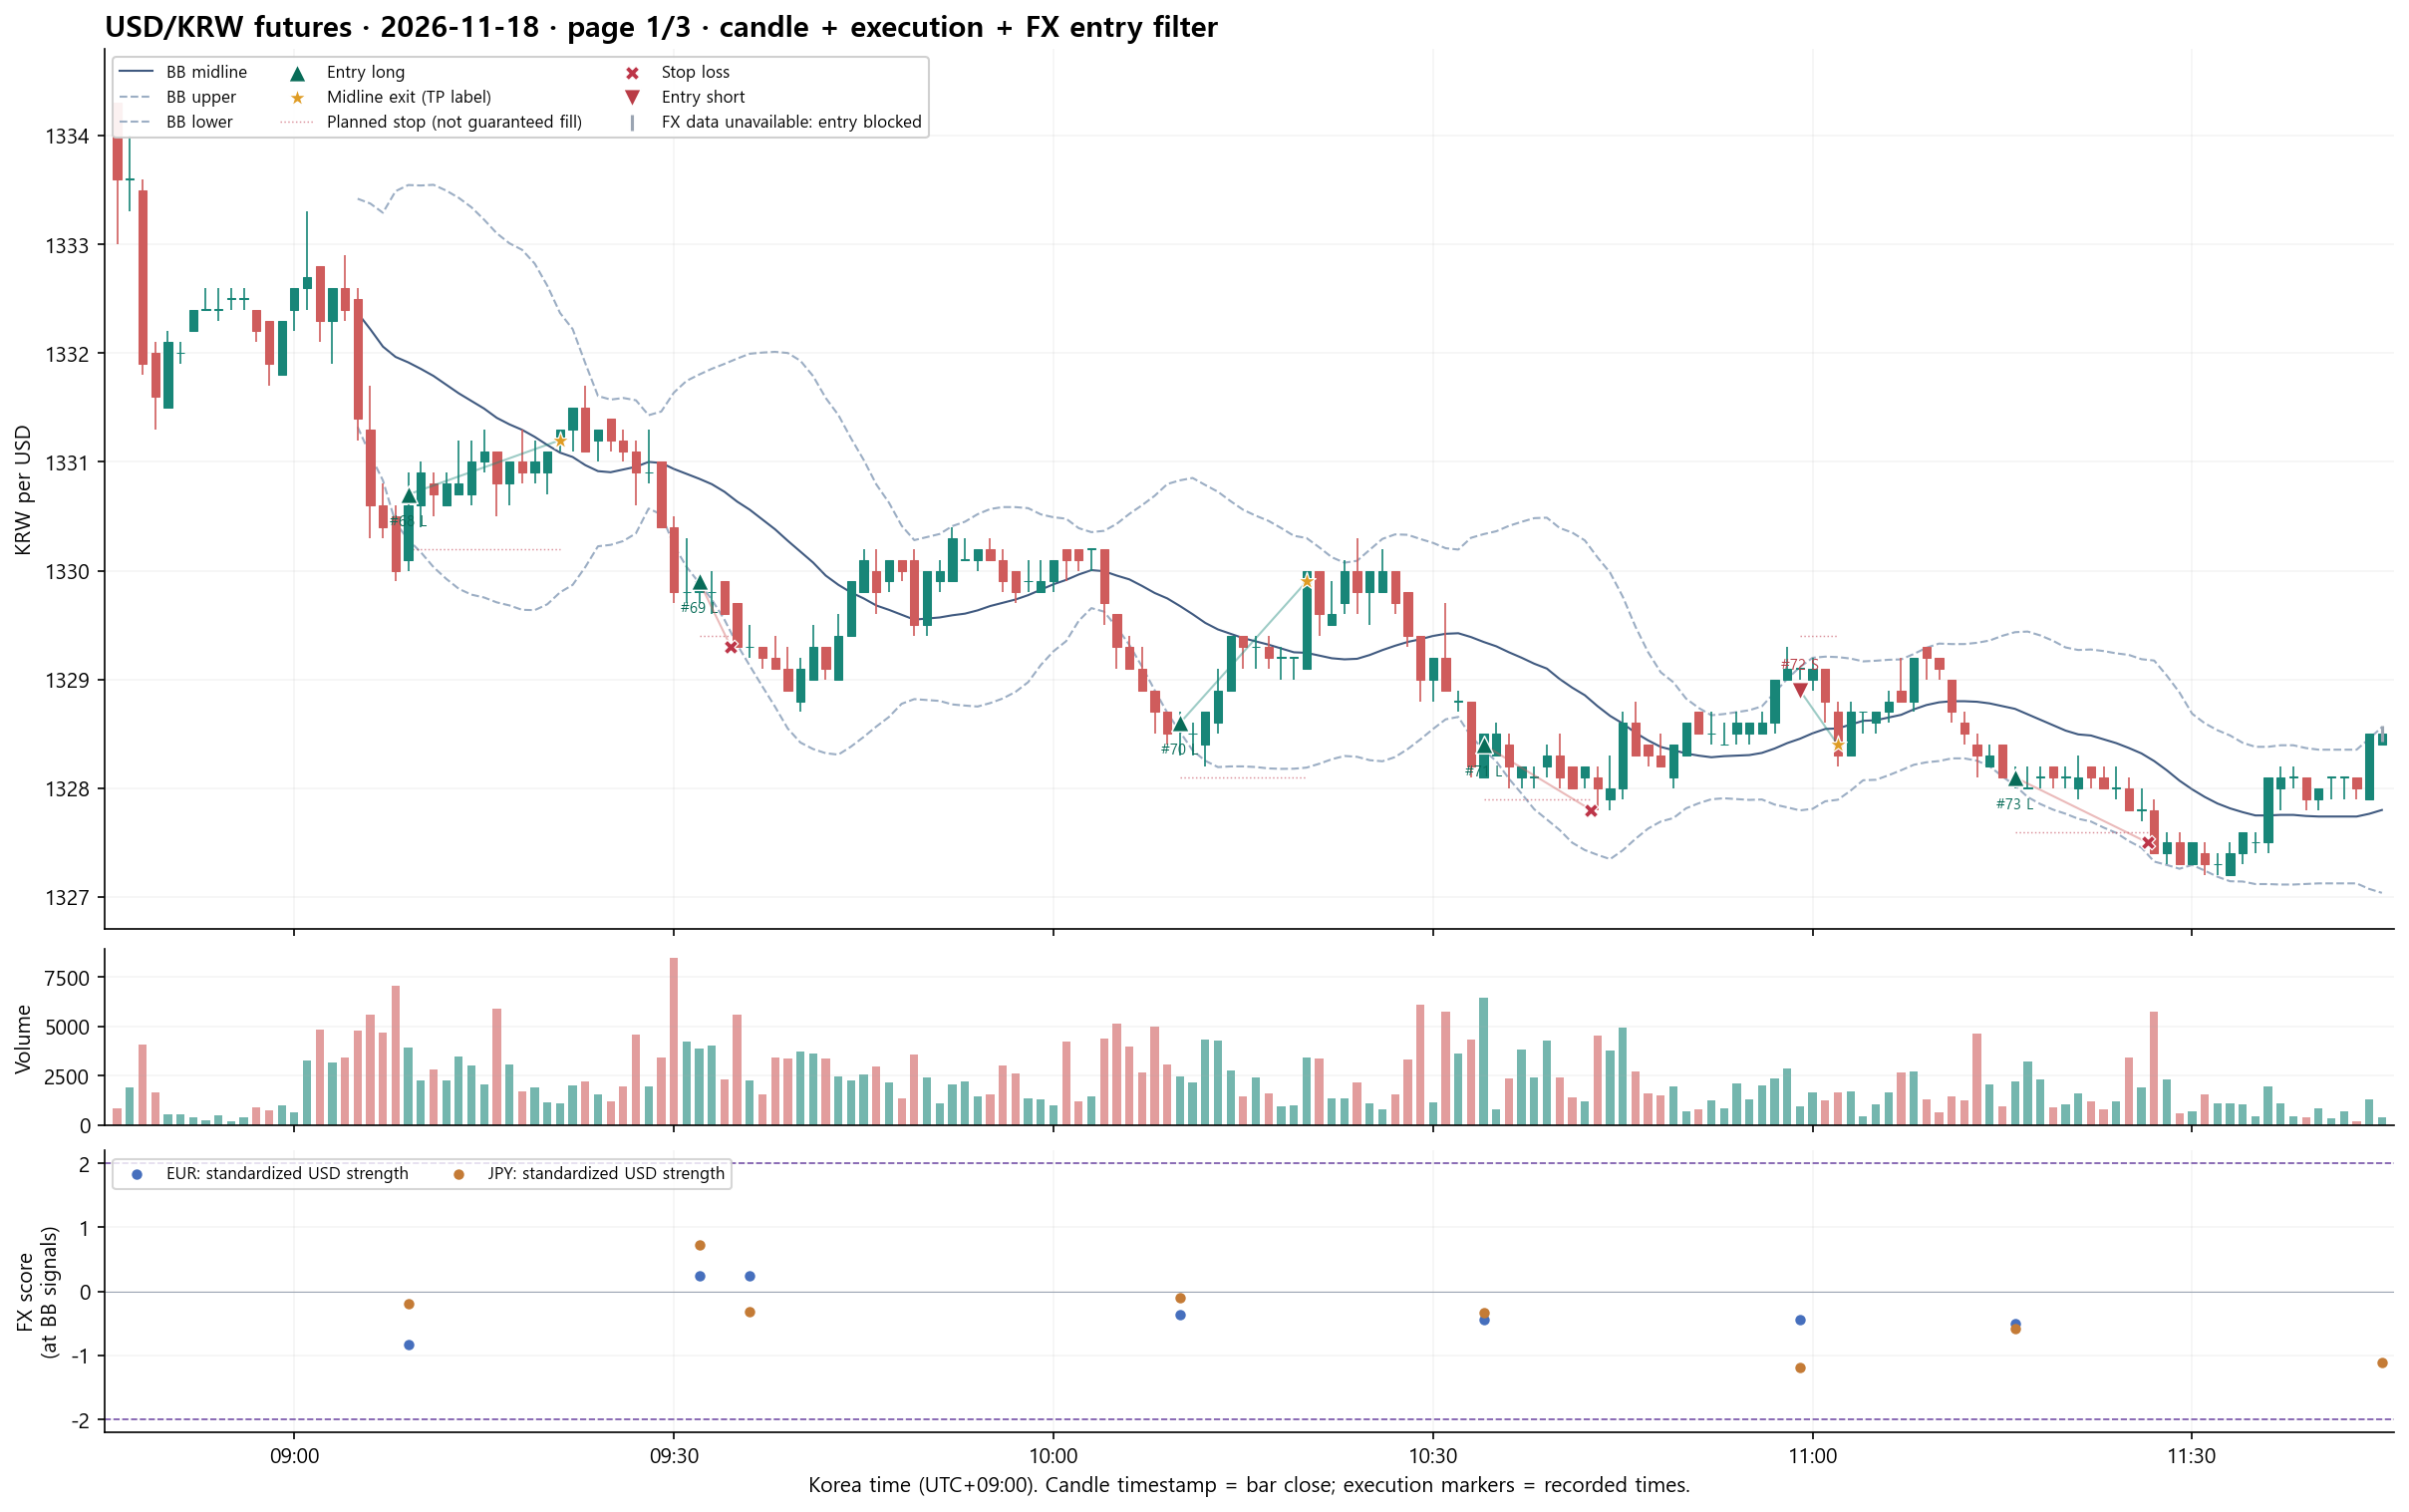 USD/KRW futures · 2026-11-18 · page 1/3 · candle + execution + FX entry filter
BB midline
BB upper
BB lower
Entry long
Midline exit (TP label)
Planned stop (not guaranteed fill)
Stop loss
Entry short
FX data unavailable: entry blocked
KRW per USD
1334
1333
1332
1331
1330
1329
1328
1327
#68 L
#69 L
#70
#71 L
#72 S
#73 L
Volume
7500
5000
2500
0
EUR: standardized USD strength
JPY: standardized USD strength
FX score
(at BB signals)
2
1
0
-1
-2
09:00
09:30
10:00
10:30
11:00
11:30
Korea time (UTC+09:00). Candle timestamp = bar close; execution markers = recorded times.